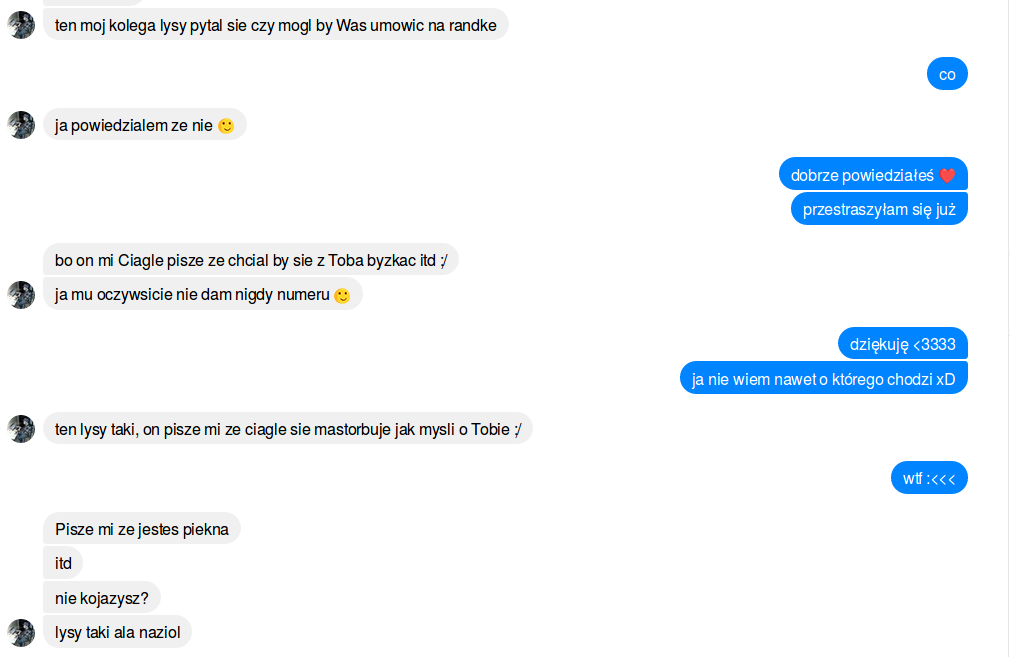 ten moj kolega lysy pytal sie czy mogl by Was umowic na randke
co
ja powiedzialem ze nie 🙂
dobrze powiedziałeś ❤️
przestraszyłam się już
bo on mi Ciagle pisze ze chcial by sie z Toba byzkac itd ;/
ja mu oczywsicie nie dam nigdy numeru 🙂
dziękuję <3333
ja nie wiem nawet o którego chodzi xD
ten lysy taki, on pisze mi ze ciagle sie mastorbuje jak mysli o Tobie ;/
wtf :<<<
Pisze mi ze jestes piekna
itd
nie kojazysz?
lysy taki ala naziol